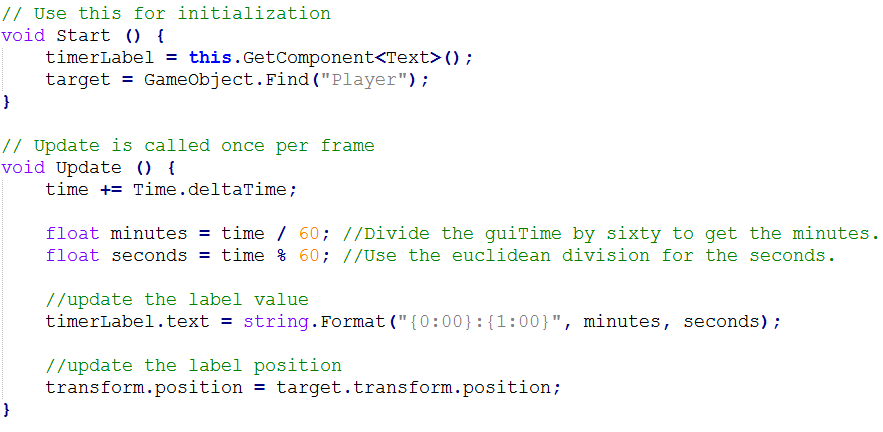 // Use this for initialization
void Start () {
    timerLabel = this.GetComponent<Text>();
    target = GameObject.Find("Player");
}
// Update is called once per frame
void Update () {
    time += Time.deltaTime;
    float minutes = time / 60; //Divide the guiTime by sixty to get the minutes.
    float seconds = time % 60; //Use the euclidean division for the seconds.
    //update the label value
    timerLabel.text = string.Format("{0:00}:{1:00}", minutes, seconds);
    //update the label position
    transform.position = target.transform.position;
}